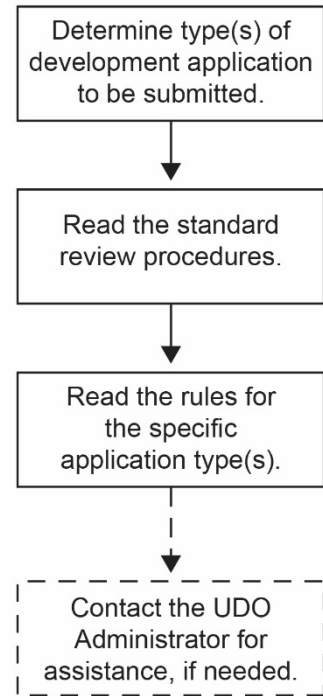 Determine type(s) of
development application
to be submitted.
Read the standard
review procedures.
Read the rules for
the specific
application type(s).
Contact the UDO
Administrator for
assistance, if needed.